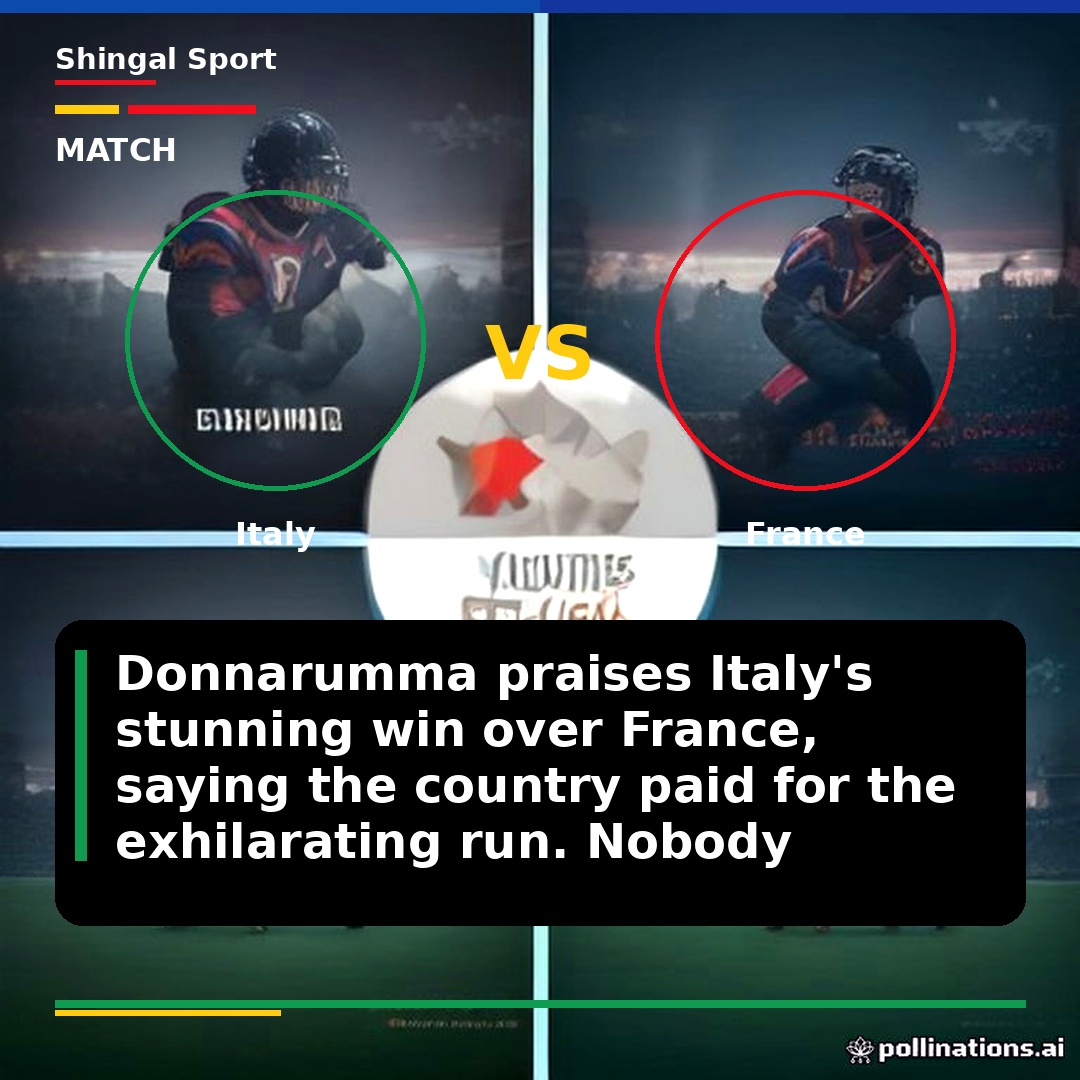 Shingal Sport
MATCH
VS
Italy
France
Donnarumma praises Italy's
stunning win over France,
saying the country paid for the
exhilarating run. Nobody
pollinations.ai